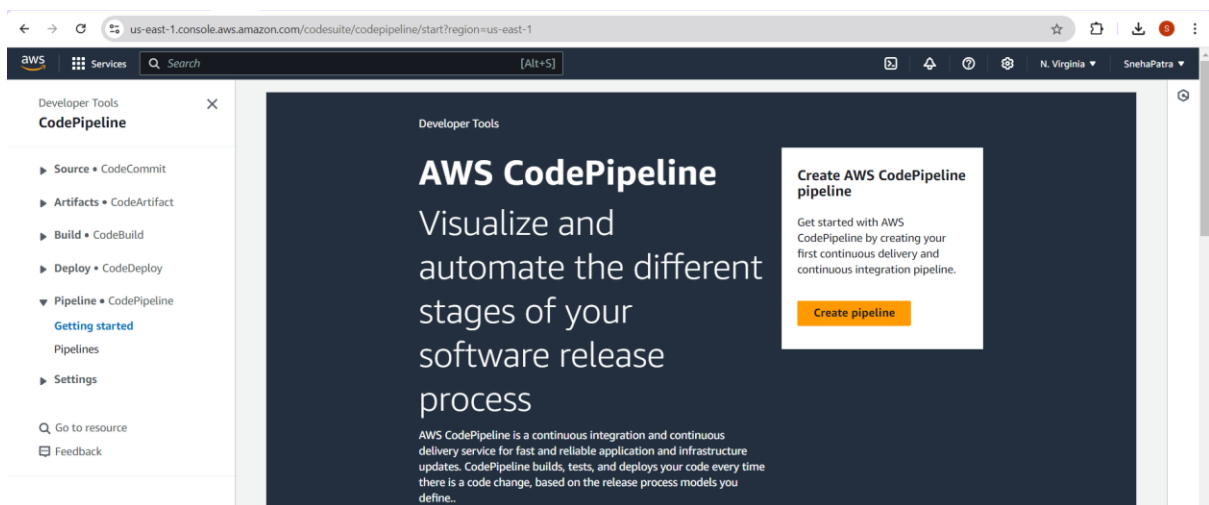 us-east-1.console.aws.amazon.com/codesuite/codepipeline/start?region=us-east-1
S
aws
Services
Search
[Alt+S]
N. Virginia
SnehaPatra
Developer Tools
CodePipeline
Source • CodeCommit
Artifacts • CodeArtifact
Build • CodeBuild
Deploy • CodeDeploy
Pipeline • CodePipeline
Getting started
Pipelines
Settings
Go to resource
Feedback
Developer Tools
AWS CodePipeline
Visualize and
automate the different
stages of your
software release
process
AWS CodePipeline is a continuous integration and continuous
delivery service for fast and reliable application and infrastructure
updates. CodePipeline builds, tests, and deploys your code every time
there is a code change, based on the release process models you
define..
Create AWS CodePipeline
pipeline
Get started with AWS
CodePipeline by creating your
first continuous delivery and
continuous integration pipeline.
Create pipeline